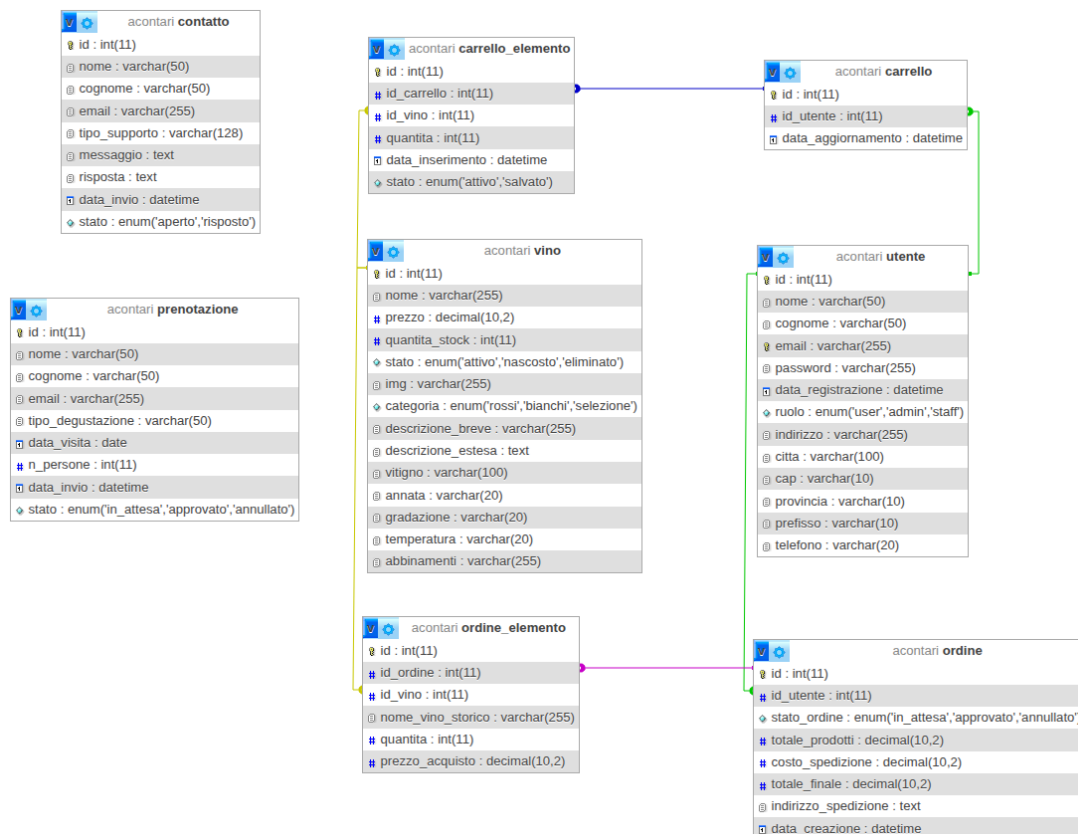 acontari contatto
id : int(11)
nome : varchar(50)
cognome : varchar(50)
email : varchar(255)
tipo_supporto : varchar(128)
messaggio : text
risposta : text
data_invio : datetime
stato : enum('aperto','risposto')
acontari prenotazione
id : int(11)
nome : varchar(50)
cognome : varchar(50)
email : varchar(255)
tipo_degustazione : varchar(50)
data_visita : date
n_persone : int(11)
data_invio : datetime
stato : enum('in_attesa','approvato','annullato')
acontari carrello_elemento
id : int(11)
id_carrello : int(11)
id_vino : int(11)
quantita : int(11)
data_inserimento : datetime
stato : enum('attivo','salvato')
acontari vino
id : int(11)
nome : varchar(255)
prezzo : decimal(10,2)
quantita_stock : int(11)
stato : enum('attivo','nascosto','eliminato')
img : varchar(255)
categoria : enum('rossi','bianchi','selezione')
descrizione_breve : varchar(255)
descrizione_estesa : text
vitigno : varchar(100)
annata : varchar(20)
gradazione : varchar(20)
temperatura : varchar(20)
abbinamenti : varchar(255)
acontari ordine_elemento
id : int(11)
id_ordine : int(11)
id_vino : int(11)
nome_vino_storico : varchar(255)
quantita : int(11)
prezzo_acquisto : decimal(10,2)
acontari carrello
id : int(11)
id_utente : int(11)
data_aggiornamento : datetime
acontari utente
id : int(11)
nome : varchar(50)
cognome : varchar(50)
email : varchar(255)
password : varchar(255)
data_registrazione : datetime
ruolo : enum('user','admin','staff')
indirizzo : varchar(255)
citta : varchar(100)
cap : varchar(10)
provincia : varchar(10)
prefisso : varchar(10)
telefono : varchar(20)
acontari ordine
id : int(11)
id_utente : int(11)
stato_ordine : enum('in_attesa','approvato','annullato'
totale_prodotti : decimal(10,2)
costo_spedizione : decimal(10,2)
totale_finale : decimal(10,2)
indirizzo_spedizione : text
data_creazione : datetime